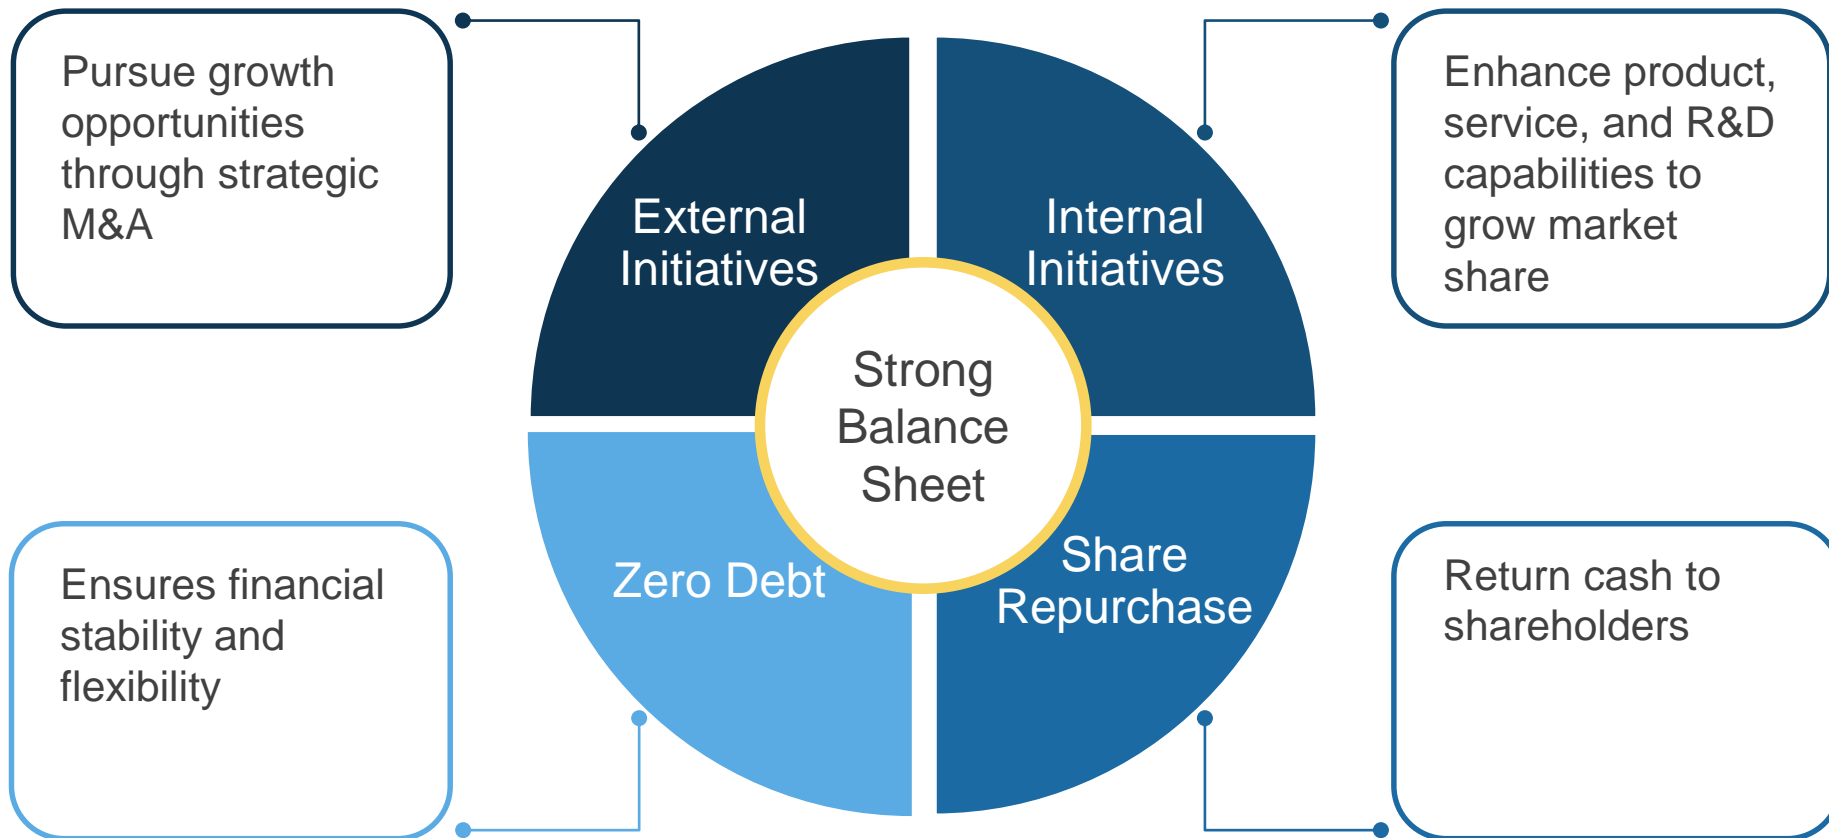 Pursue growth
opportunities
through strategic
M&A
External
Initiatives
Internal
Initiatives
Enhance product,
service, and R&D
capabilities to
grow market
share
Strong
Balance
Sheet
Ensures financial
stability and
flexibility
Zero Debt
Share
Repurchase
Return cash to
shareholders